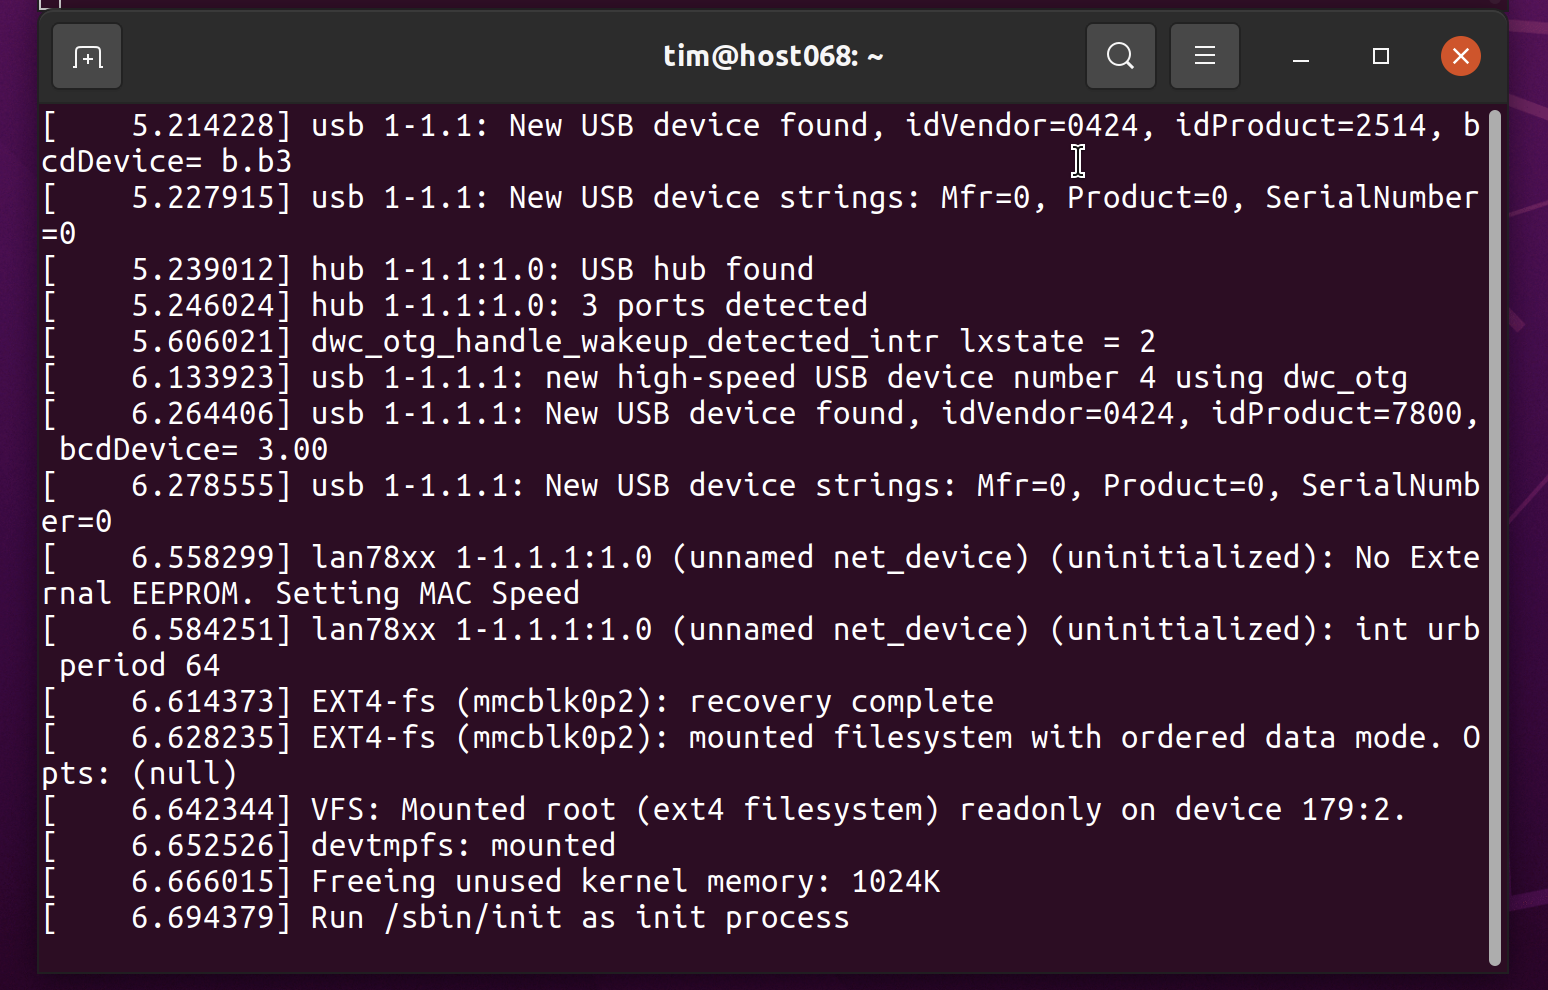 tim@host068: ~
[    5.214228] usb 1-1.1: New USB device found, idVendor=0424, idProduct=2514, b
cdDevice= b.b3
[    5.227915] usb 1-1.1: New USB device strings: Mfr=0, Product=0, SerialNumber
=0
[    5.239012] hub 1-1.1:1.0: USB hub found
[    5.246024] hub 1-1.1:1.0: 3 ports detected
[    5.606021] dwc_otg_handle_wakeup_detected_intr lxstate = 2
[    6.133923] usb 1-1.1.1: new high-speed USB device number 4 using dwc_otg
[    6.264406] usb 1-1.1.1: New USB device found, idVendor=0424, idProduct=7800,
 bcdDevice= 3.00
[    6.278555] usb 1-1.1.1: New USB device strings: Mfr=0, Product=0, SerialNumb
er=0
[    6.558299] lan78xx 1-1.1.1:1.0 (unnamed net_device) (uninitialized): No Exte
rnal EEPROM. Setting MAC Speed
[    6.584251] lan78xx 1-1.1.1:1.0 (unnamed net_device) (uninitialized): int urb
 period 64
[    6.614373] EXT4-fs (mmcblk0p2): recovery complete
[    6.628235] EXT4-fs (mmcblk0p2): mounted filesystem with ordered data mode. O
pts: (null)
[    6.642344] VFS: Mounted root (ext4 filesystem) readonly on device 179:2.
[    6.652526] devtmpfs: mounted
[    6.666015] Freeing unused kernel memory: 1024K
[    6.694379] Run /sbin/init as init process